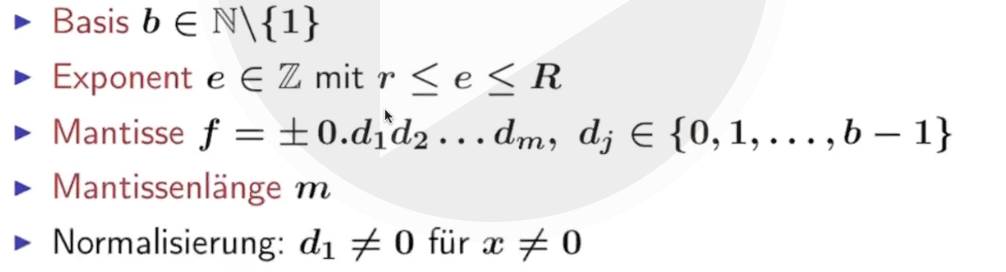 ▶ Basis b ∈ ℕ\{1}
▶ Exponent e ∈ ℤ mit r ≤ e ≤ R
▶ Mantisse f = ± 0.d₁d₂ . . . dₘ, dⱼ ∈ {0, 1, . . . , b − 1}
▶ Mantissenlänge m
▶ Normalisierung: d₁ ≠ 0 für x ≠ 0